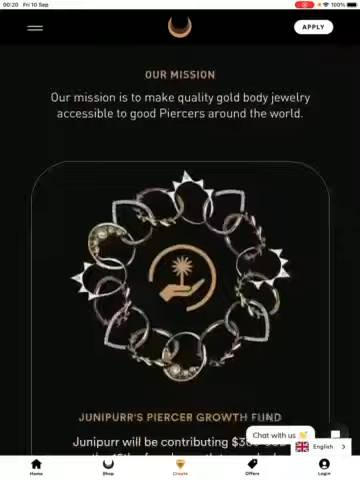 00:20 Fri 10 Sep
100%
APPLY
OUR MISSION
Our mission is to make quality gold body jewelry
accessible to good Piercers around the world.
JUNIPURR'S PIERCER GROWTH FUND
Junipurr will be contributing
Chat with us 👋
English
Home
Shop
Create
Offers
Login